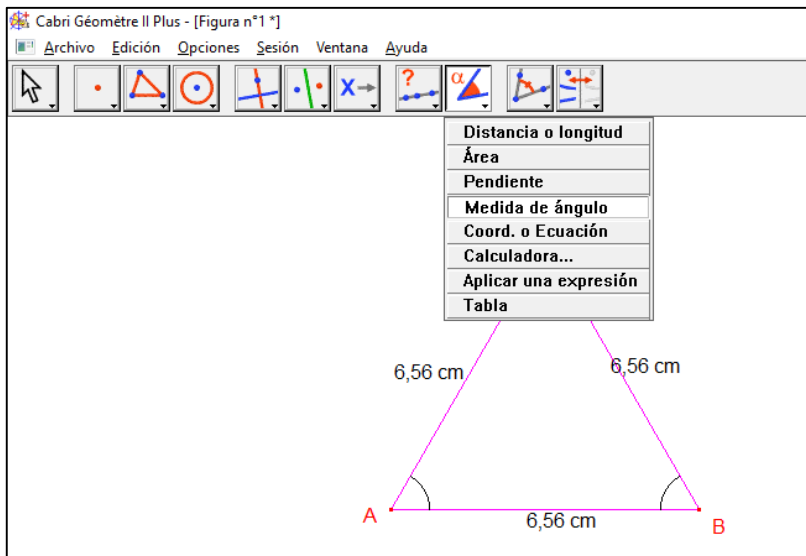 Cabri Géomètre II Plus - [Figura n°1 *]
Archivo Edición Opciones Sesión Ventana Ayuda
X
?
α
Distancia o longitud
Área
Pendiente
Medida de ángulo
Coord. o Ecuación
Calculadora...
Aplicar una expresión
Tabla
6,56 cm
6,56 cm
A
6,56 cm
B